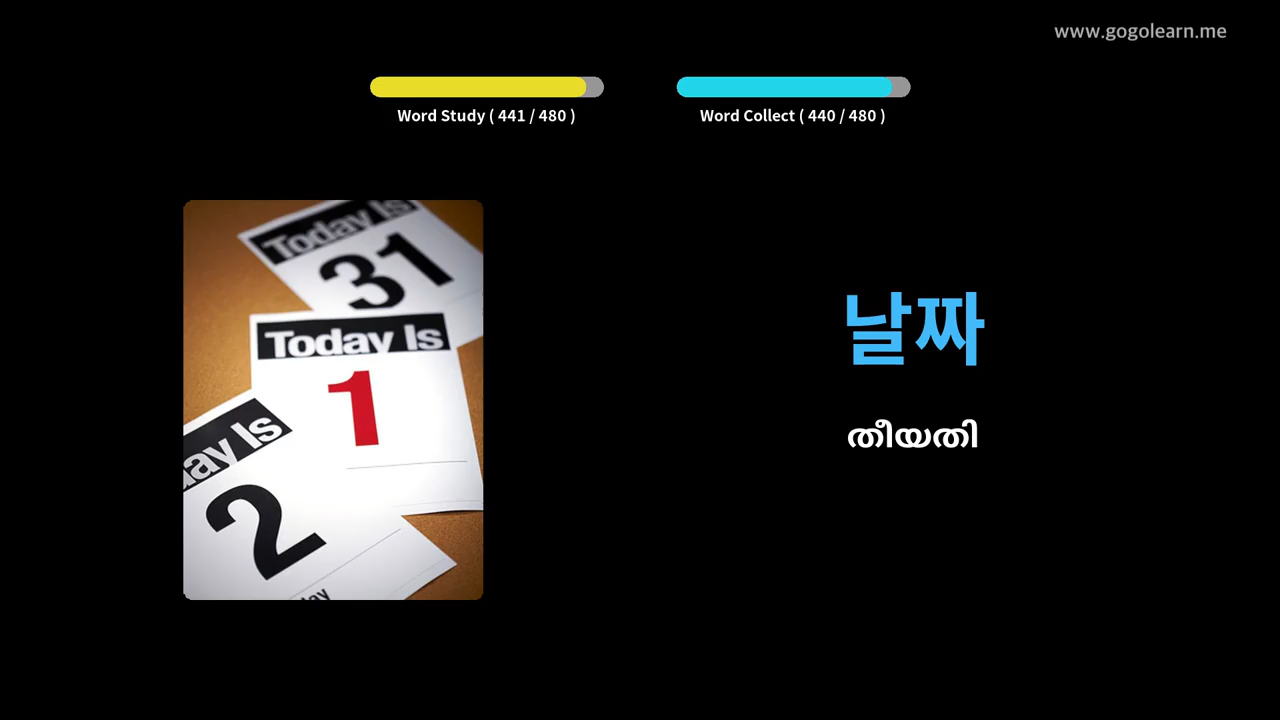 www.gogolearn.me
Word Study ( 441 / 480 )
Word Collect ( 440 / 480 )
Today Is
31
Today Is
1
day Is
2
날짜
തീയതി